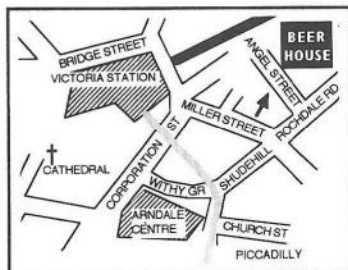 BEER
HOUSE
BRIDGE STREET
VICTORIA STATION
ANGEL STREET
MILLER STREET
ROCHDALE RD
CORPORATION ST
SHUDEHILL
CATHEDRAL
WITHY GR
ARNDALE
CENTRE
CHURCH ST
PICCADILLY